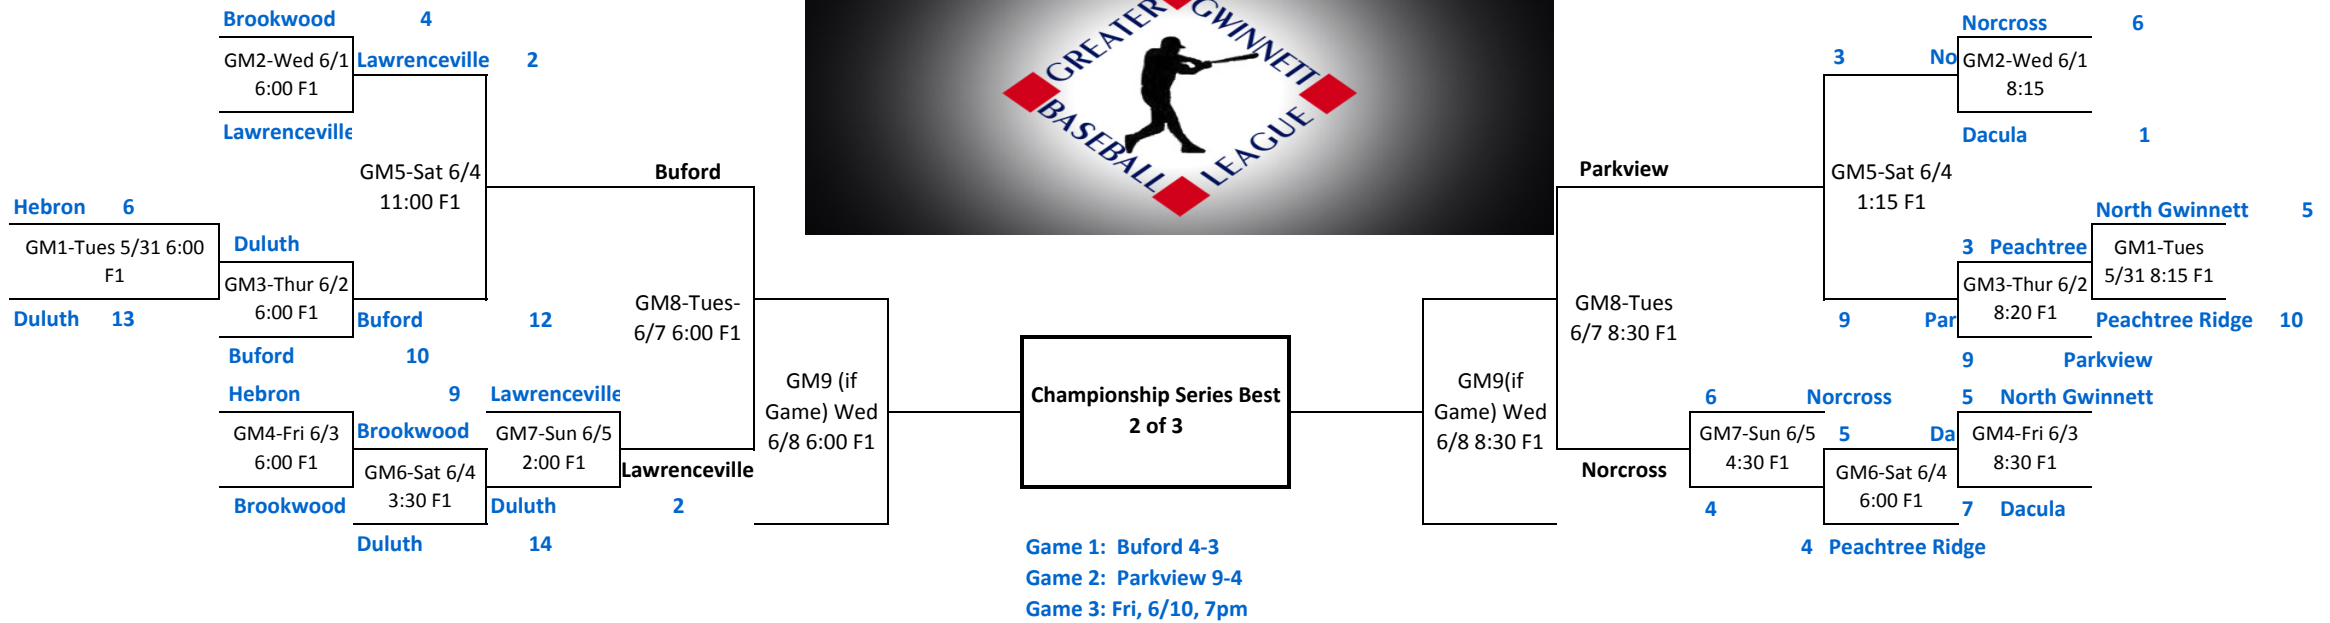 Brookwood 4
GM2-Wed 6/1
6:00 F1
Lawrenceville
Lawrenceville 2
GM5-Sat 6/4
11:00 F1
Hebron 6
GM1-Tues 5/31 6:00
F1
Duluth 13
Duluth
GM3-Thur 6/2
6:00 F1
Buford 10
Buford 12
Buford
GM8-Tues-
6/7 6:00 F1
Hebron 9
GM4-Fri 6/3
6:00 F1
Brookwood
Brookwood
GM6-Sat 6/4
3:30 F1
Duluth 14
Lawrenceville
GM7-Sun 6/5
2:00 F1
Duluth 2
Lawrenceville
GM9 (if
Game) Wed
6/8 6:00 F1
GREATER GWINNETT
BASEBALL LEAGUE
Championship Series Best
2 of 3
Game 1: Buford 4-3
Game 2: Parkview 9-4
Game 3: Fri, 6/10, 7pm
GM9(if
Game) Wed
6/8 8:30 F1
Parkview
GM8-Tues
6/7 8:30 F1
Norcross
Norcross 6
3 No
GM2-Wed 6/1
8:15
Dacula 1
GM5-Sat 6/4
1:15 F1
North Gwinnett 5
GM1-Tues
5/31 8:15 F1
Peachtree Ridge 10
3 Peachtree
GM3-Thur 6/2
8:20 F1
9 Par
9 Parkview
6 Norcross
GM7-Sun 6/5
4:30 F1
4
5 Da
GM6-Sat 6/4
6:00 F1
4 Peachtree Ridge
5 North Gwinnett
GM4-Fri 6/3
8:30 F1
7 Dacula